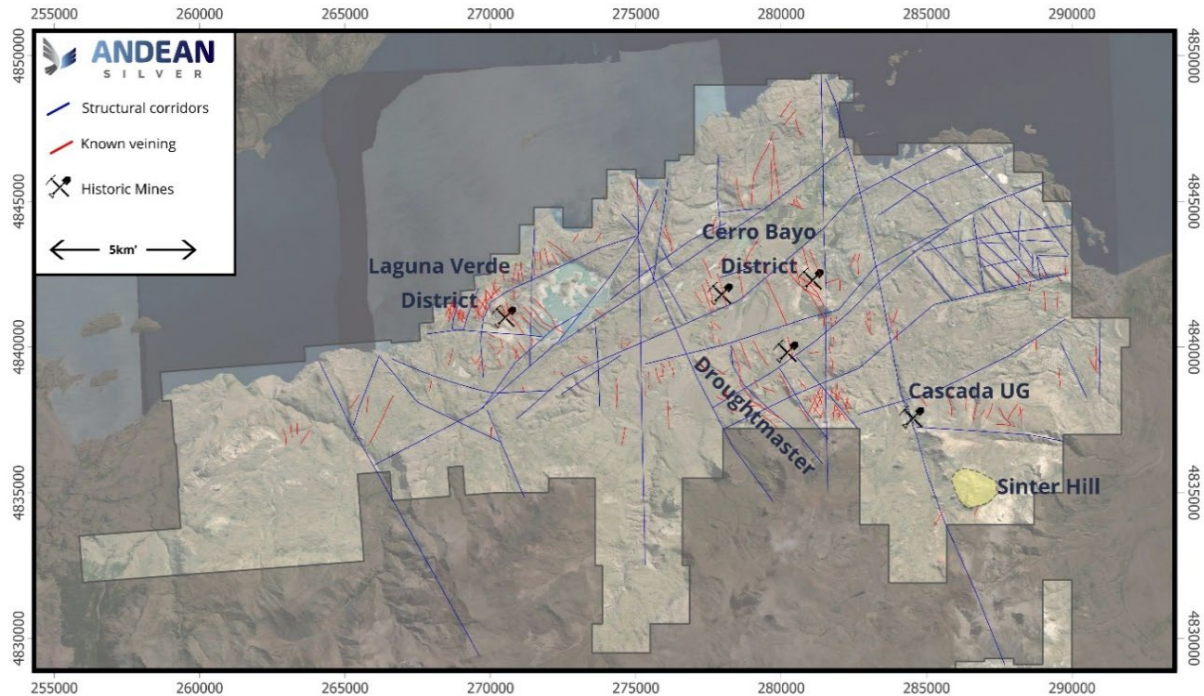 255000 260000 265000 270000 275000 280000 285000 290000
4850000
4850000
ANDEAN
SILVER
Structural corridors
Known veining
Historic Mines
5km'
4845000
4845000
Cerro Bayo
District
Laguna Verde
District
4840000
4840000
Droughtmaster
Cascada UG
Sinter Hill
4835000
4835000
4830000
4830000
255000 260000 265000 270000 275000 280000 285000 290000